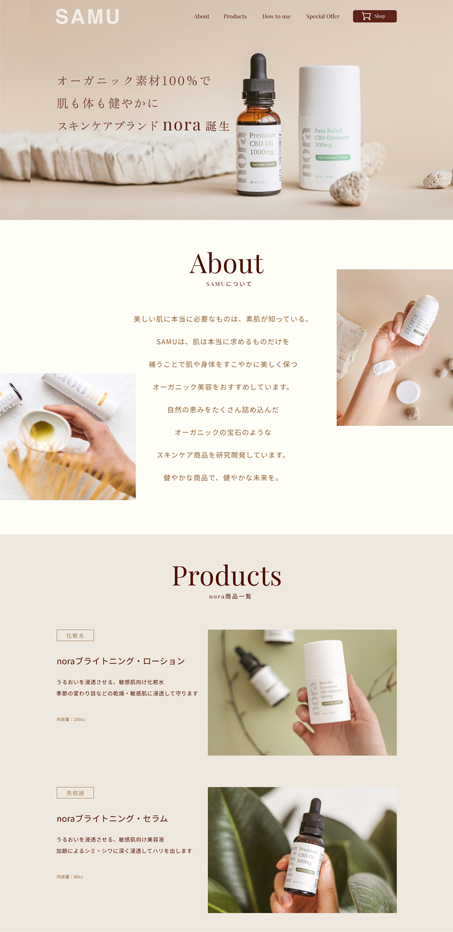 SAMU
About
Products
How to use
Special Offer
Shop
オーガニック素材100%で
肌も体も健やかに
スキンケアブランド nora 誕生
Premium
CBD Oil
1000mg
nora
Pain Relief
CBD Ointment
500mg
nora
About
SAMUについて
美しい肌に本当に必要なものは、素肌が知っている。
SAMUは、肌は本当に求めるものだけを
補うことで肌や身体をすこやかに美しく保つ
オーガニック美容をおすすめしています。
自然の恵みをたくさん詰め込んだ
オーガニックの宝石のような
スキンケア商品を研究開発しています。
健やかな商品で、健やかな未来を。
Products
nora商品一覧
化粧水
noraブライトニング・ローション
うるおいを浸透させる、敏感肌向け化粧水
季節の変わり目などの乾燥・敏感肌に浸透して守ります
内容量：200cc
美容液
noraブライトニング・セラム
うるおいを浸透させる、敏感肌向け美容液
加齢によるシミ・シワに深く浸透してハリを出します
内容量：80cc
Premium
CBD Oil
1000mg